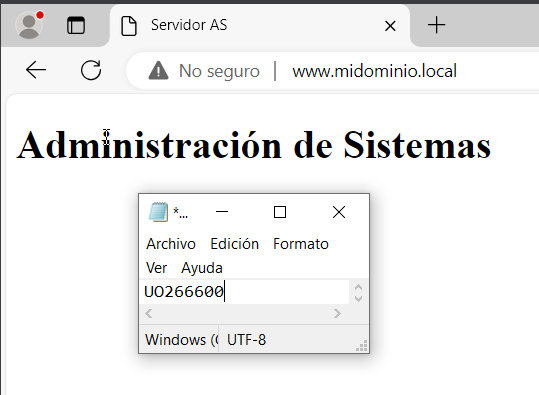 Servidor AS
No seguro | www.midominio.local
Administración de Sistemas
*...
Archivo Edición Formato
Ver Ayuda
UO266600
Windows (C UTF-8